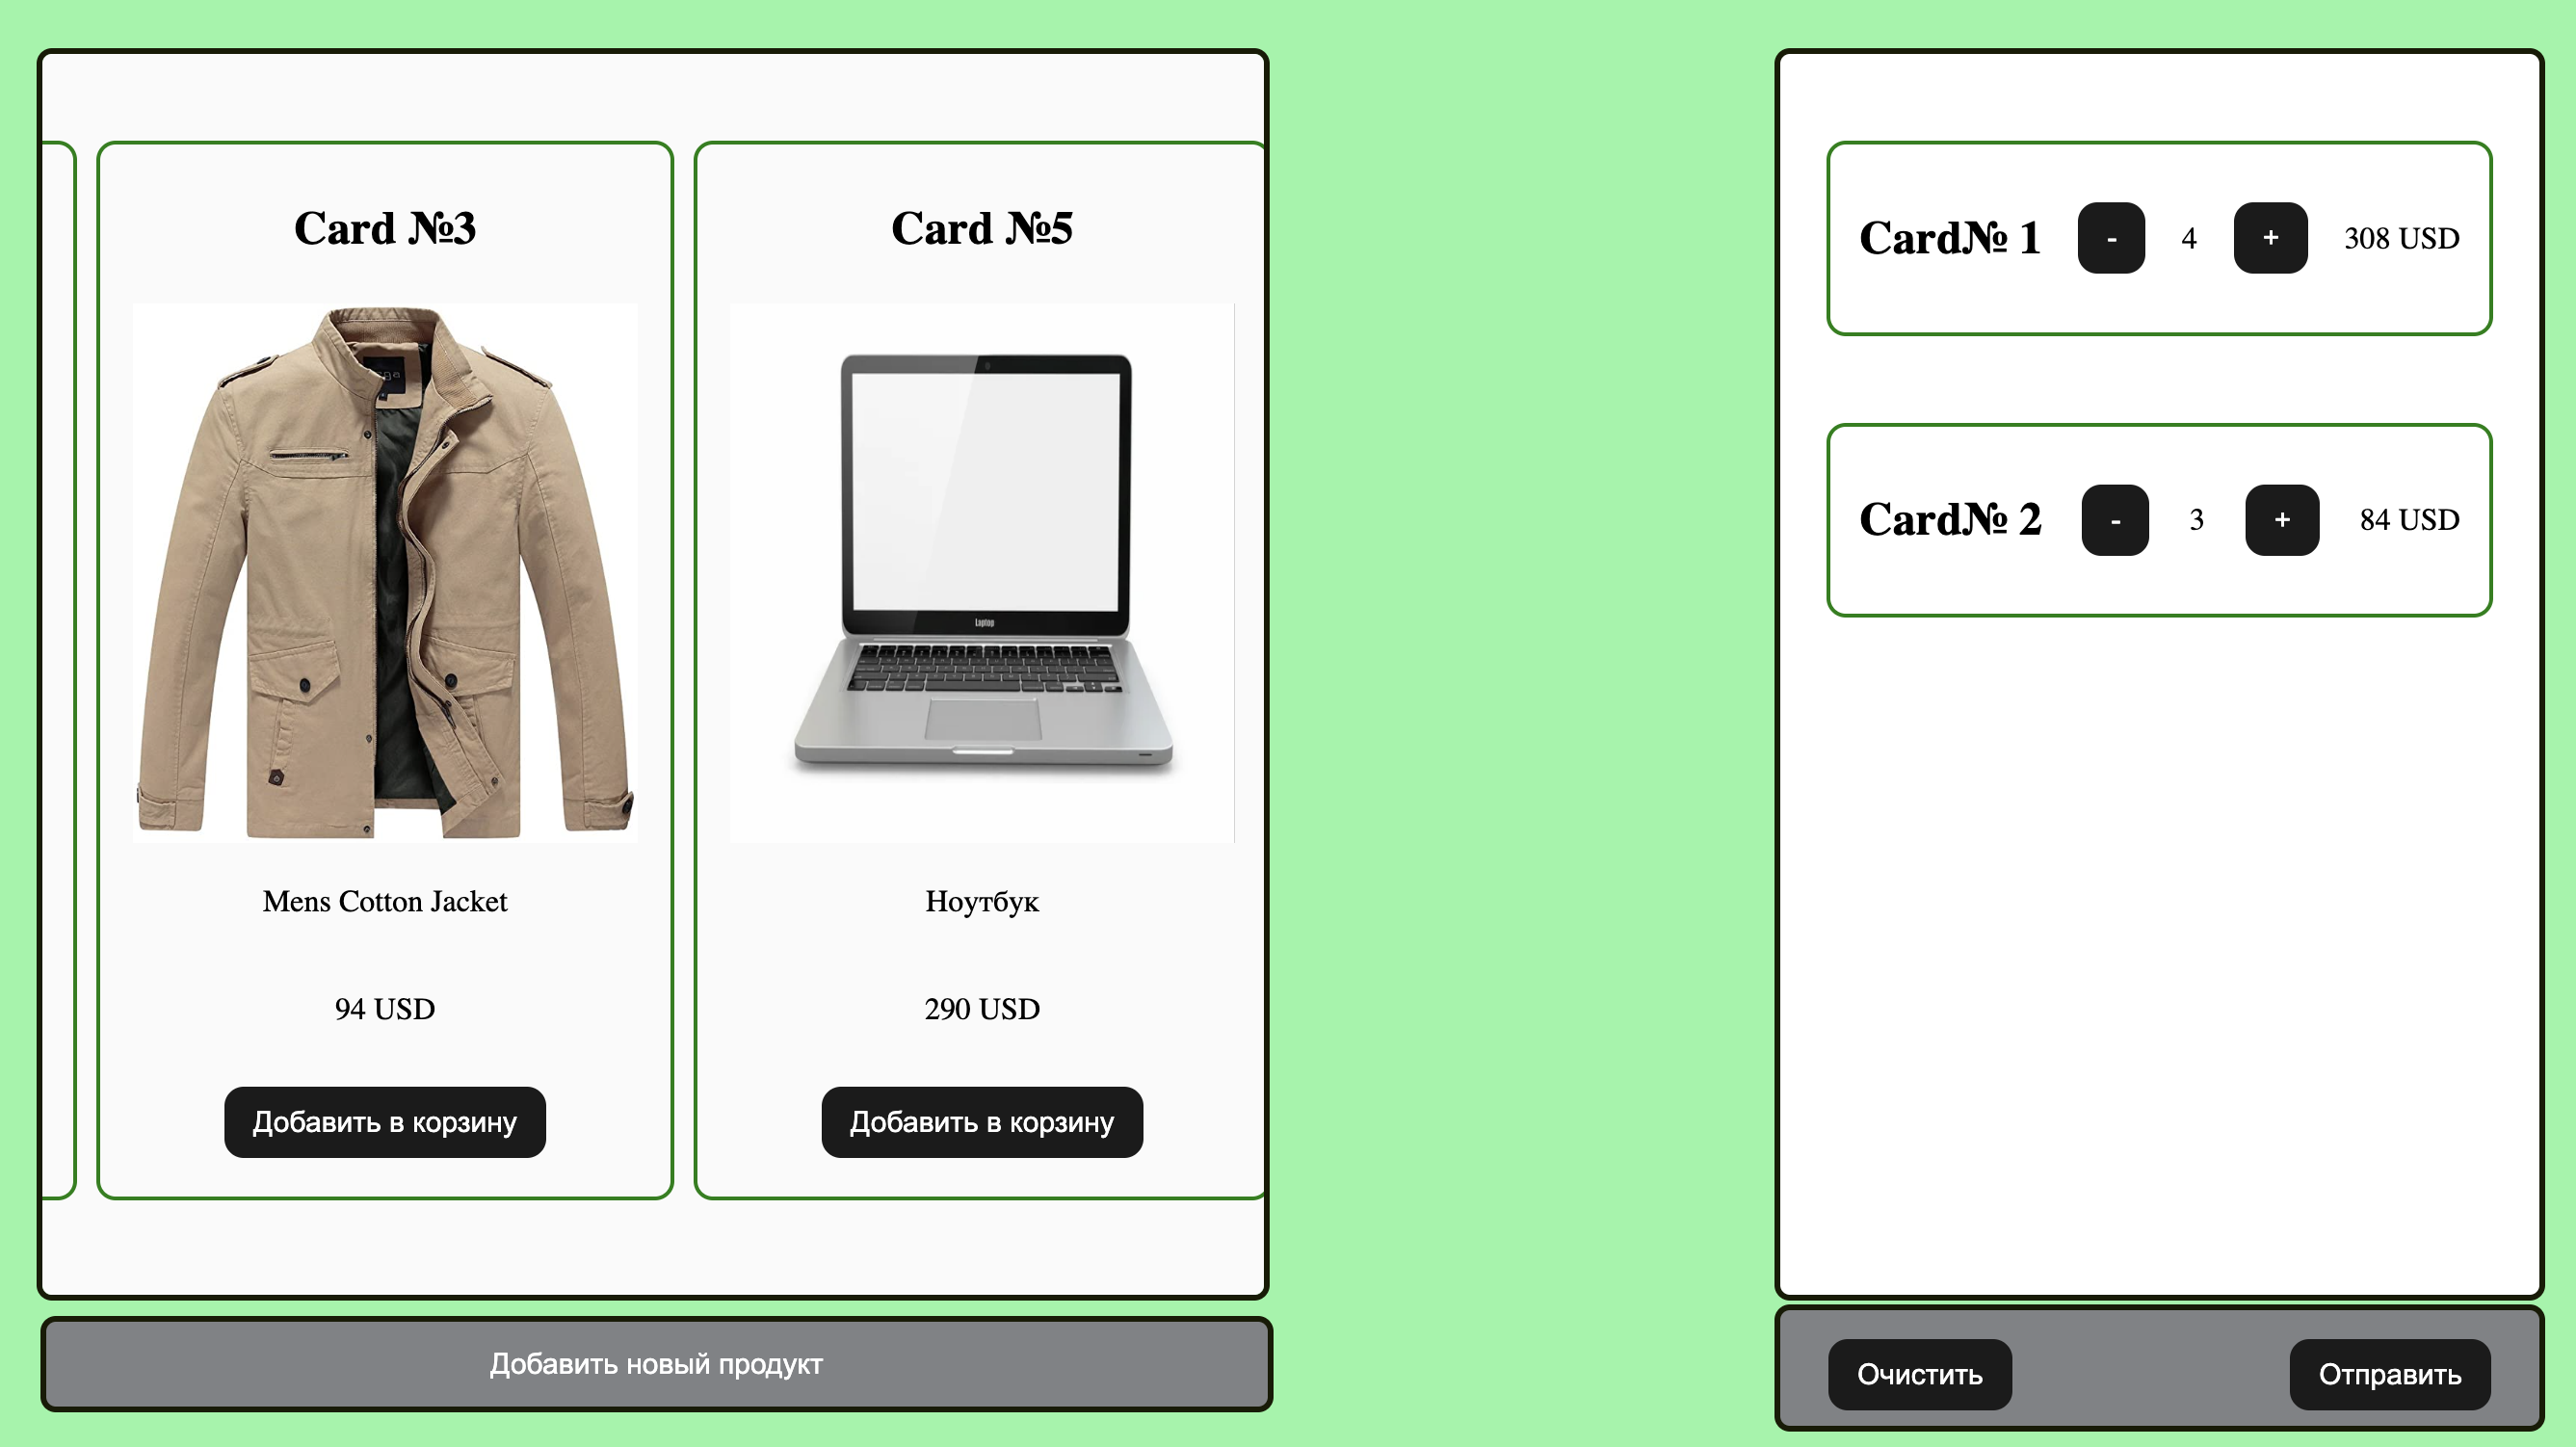 Card №3
Mens Cotton Jacket
94 USD
Добавить в корзину
Card №5
Laptop
Ноутбук
290 USD
Добавить в корзину
Добавить новый продукт
Card№ 1 - 4 + 308 USD
Card№ 2 - 3 + 84 USD
Очистить
Отправить